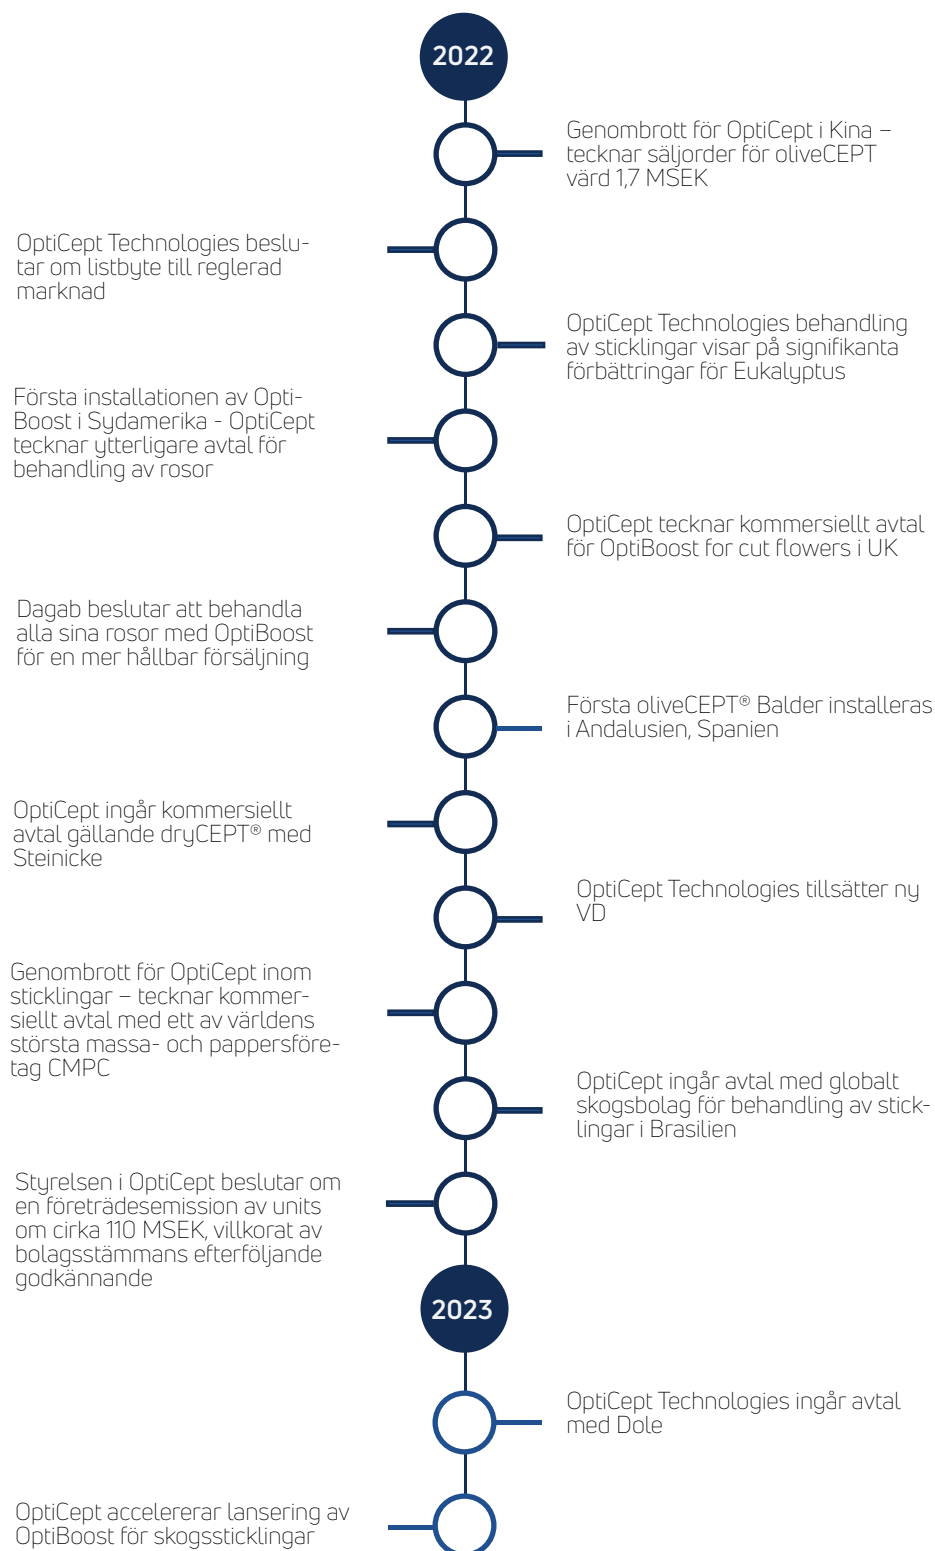 2022
Genombrott för OptiCept i Kina –
tecknar säljorder för oliveCEPT
värd 1,7 MSEK
OptiCept Technologies beslu-
tar om listbyte till reglerad
marknad
OptiCept Technologies behandling
av sticklingar visar på signifikanta
förbättringar för Eukalyptus
Första installationen av Opti-
Boost i Sydamerika - OptiCept
tecknar ytterligare avtal för
behandling av rosor
OptiCept tecknar kommersiellt avtal
för OptiBoost for cut flowers i UK
Dagab beslutar att behandla
alla sina rosor med OptiBoost
för en mer hållbar försäljning
Första oliveCEPT® Balder installeras
i Andalusien, Spanien
OptiCept ingår kommersiellt
avtal gällande dryCEPT® med
Steinicke
OptiCept Technologies tillsätter ny
VD
Genombrott för OptiCept inom
sticklingar – tecknar kommer-
siellt avtal med ett av världens
största massa- och pappersföre-
tag CMPC
OptiCept ingår avtal med globalt
skogsbolag för behandling av stick-
lingar i Brasilien
Styrelsen i OptiCept beslutar om
en företrädesemission av units
om cirka 110 MSEK, villkorat av
bolagsstämmans efterföljande
godkännande
2023
OptiCept Technologies ingår avtal
med Dole
OptiCept accelererar lansering av
OptiBoost för skogssticklingar